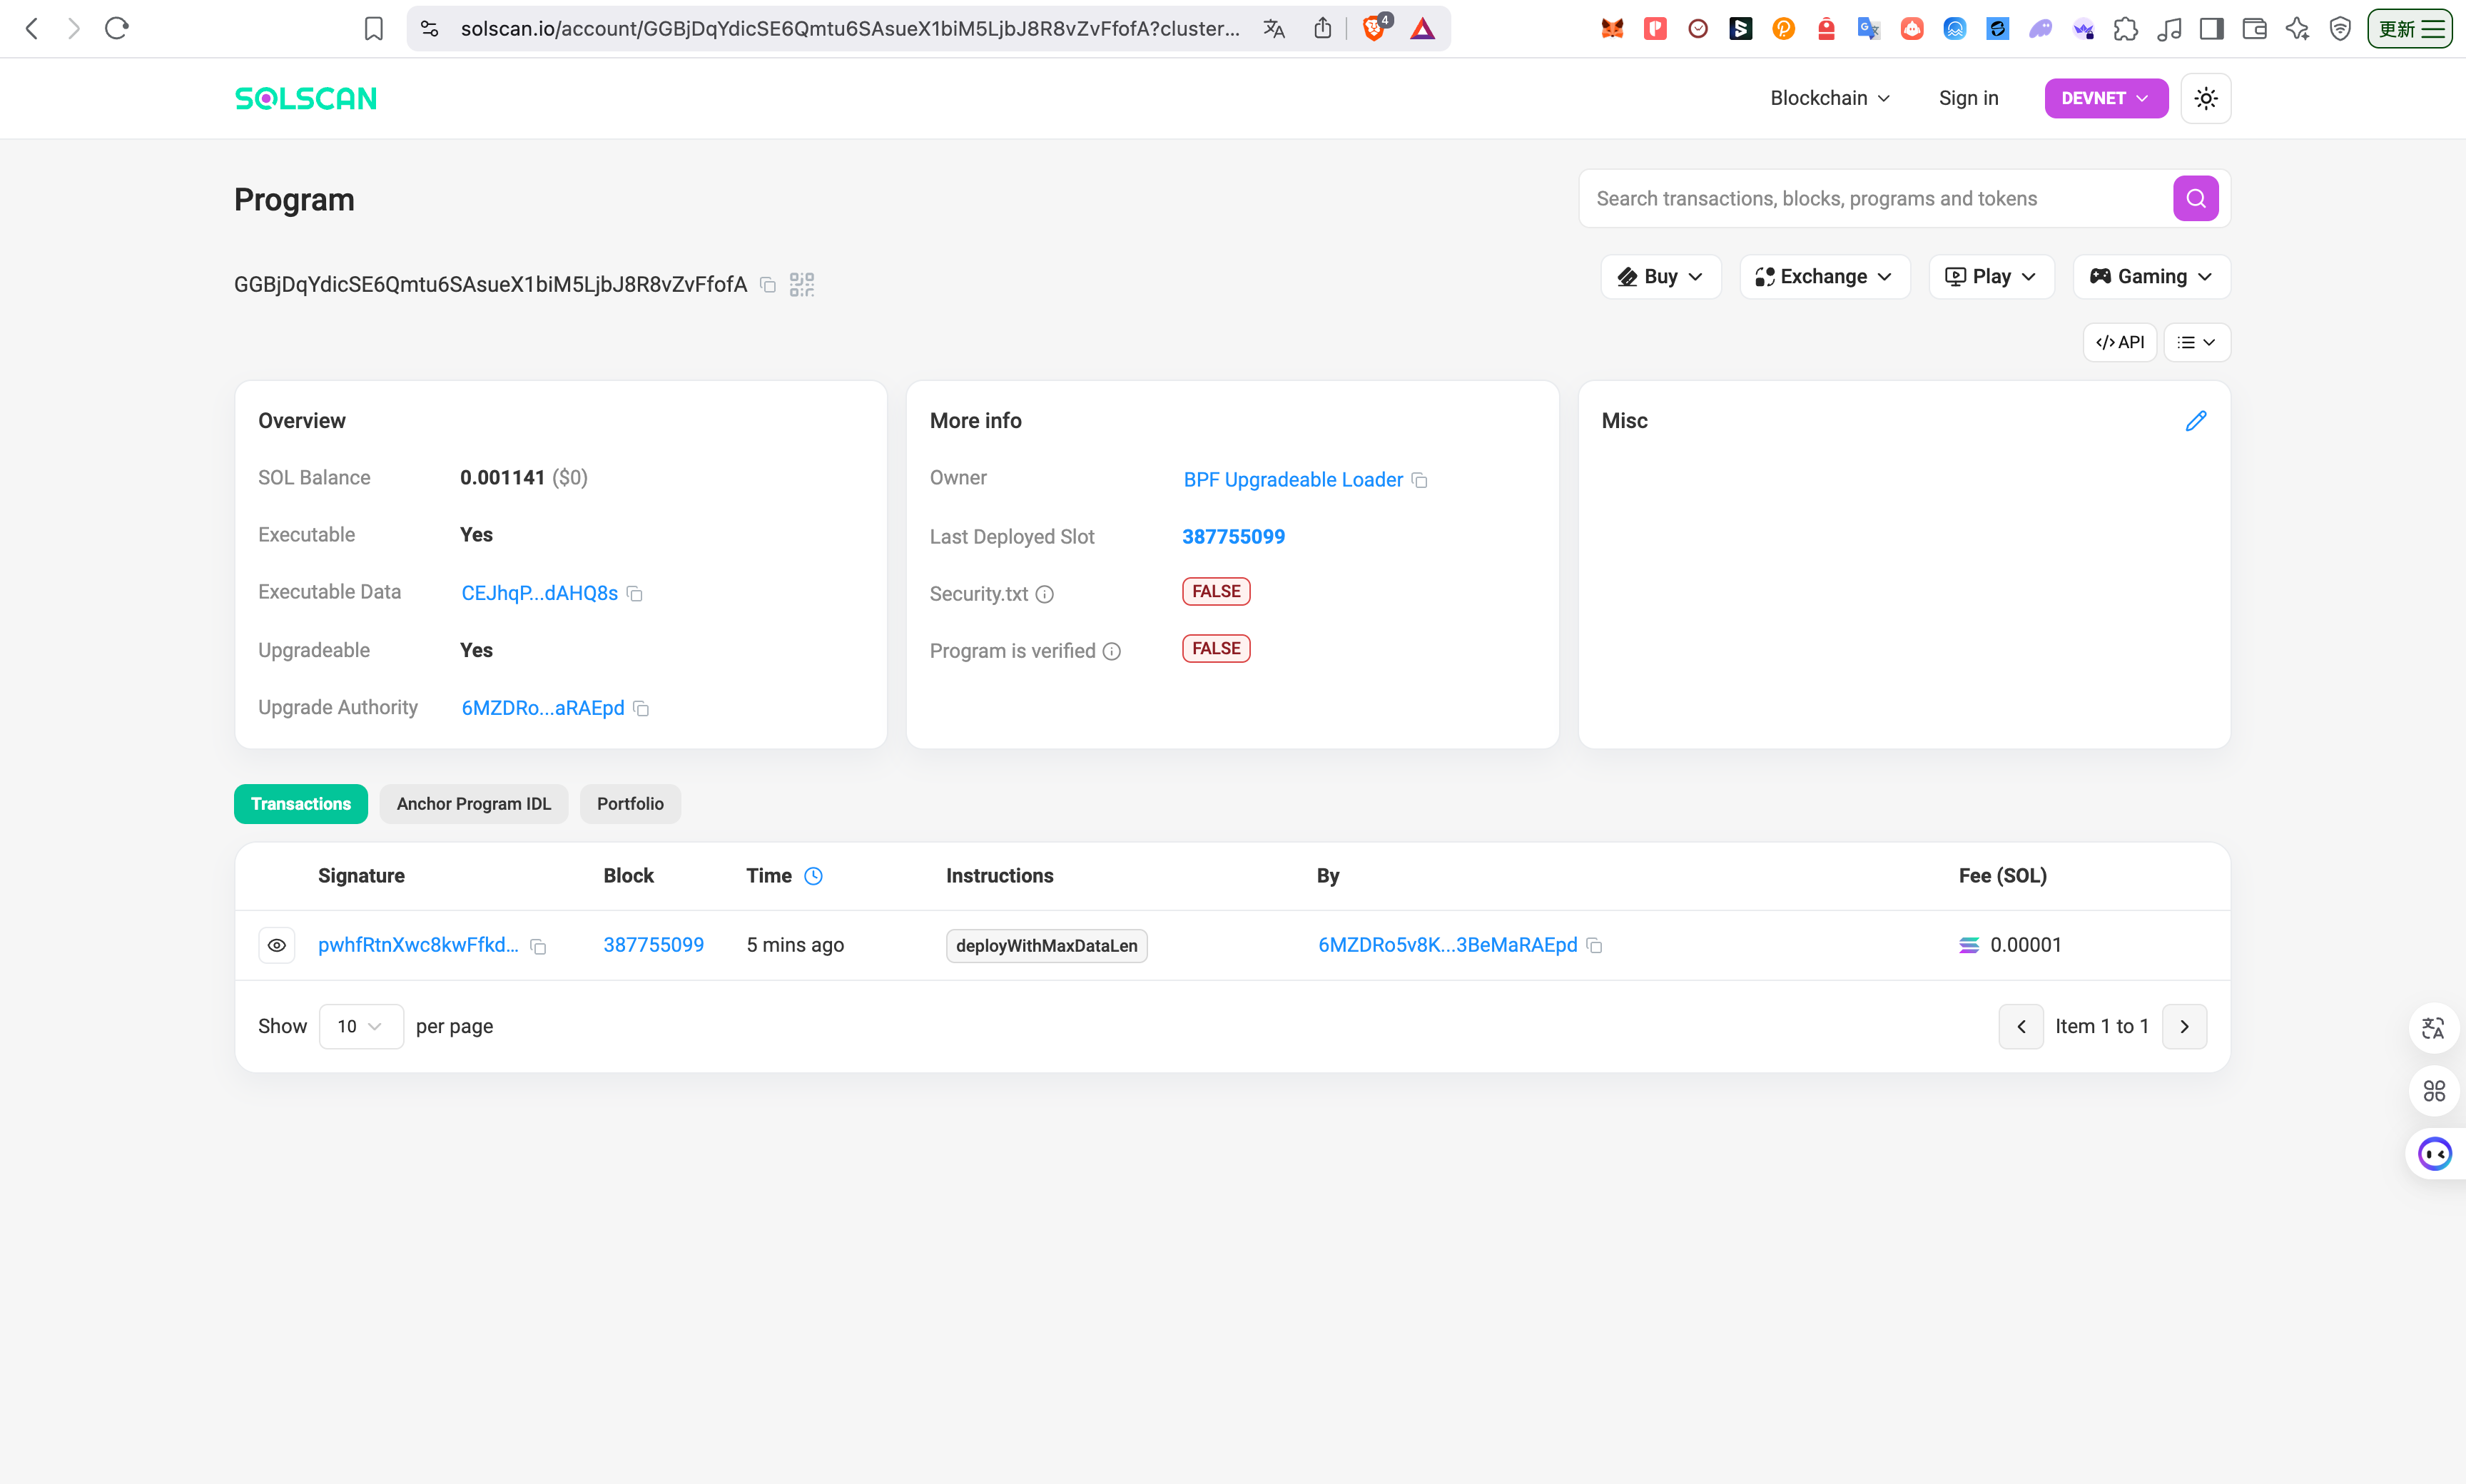 solscan.io/account/GGBjDqYdicSE6Qmtu6SAsueX1biM5LjbJ8R8vZvFfofA?cluster...
4
更新
SOLSCAN
Blockchain
Sign in
DEVNET
Program
Search transactions, blocks, programs and tokens
GGBjDqYdicSE6Qmtu6SAsueX1biM5LjbJ8R8vZvFfofA
Buy
Exchange
Play
Gaming
</> API
Overview
SOL Balance 0.001141 ($0)
Executable Yes
Executable Data CEJhqP...dAHQ8s
Upgradeable Yes
Upgrade Authority 6MZDRo...aRAEpd
More info
Owner BPF Upgradeable Loader
Last Deployed Slot 387755099
Security.txt FALSE
Program is verified FALSE
Misc
Transactions
Anchor Program IDL
Portfolio
Signature Block Time Instructions By Fee (SOL)
pwhfRtnXwc8kwFfkd... 387755099 5 mins ago deployWithMaxDataLen 6MZDRo5v8K...3BeMaRAEpd 0.00001
Show 10 per page
Item 1 to 1